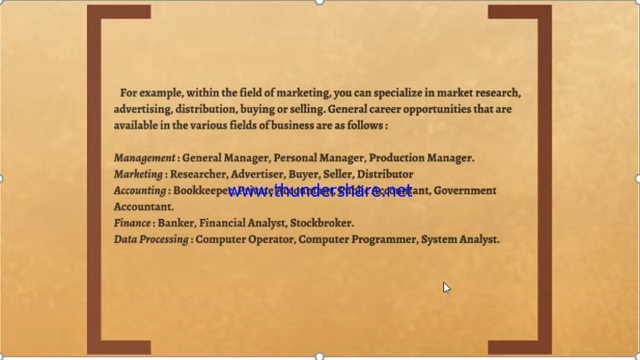 For example, within the field of marketing, you can specialize in market research,
advertising, distribution, buying or selling. General career opportunities that are
available in the various fields of business are as follows :
Management : General Manager, Personal Manager, Production Manager.
Marketing : Researcher, Advertiser, Buyer, Seller, Distributor
Accounting : Bookkeeper, Government
www.thundershare.net
Accountant.
Finance : Banker, Financial Analyst, Stockbroker.
Data Processing : Computer Operator, Computer Programmer, System Analyst.